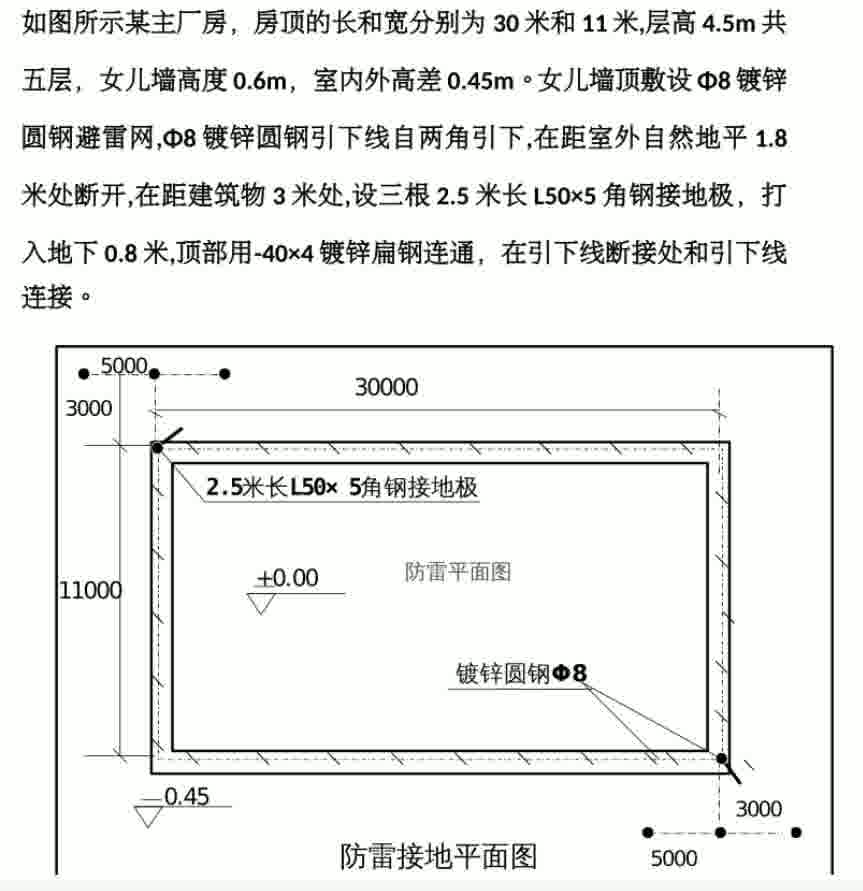 如图所示某主厂房，房顶的长和宽分别为 30 米和 11 米,层高 4.5m 共
五层，女儿墙高度 0.6m，室内外高差 0.45m。女儿墙顶敷设 Φ8 镀锌
圆钢避雷网,Φ8 镀锌圆钢引下线自两角引下,在距室外自然地平 1.8
米处断开,在距建筑物 3 米处,设三根 2.5 米长 L50×5 角钢接地极，打
入地下 0.8 米,顶部用-40×4 镀锌扁钢连通，在引下线断接处和引下线
连接。
5000
30000
3000
2.5米长L50× 5角钢接地极
±0.00
防雷平面图
11000
镀锌圆钢Φ8
—0.45
3000
防雷接地平面图
5000